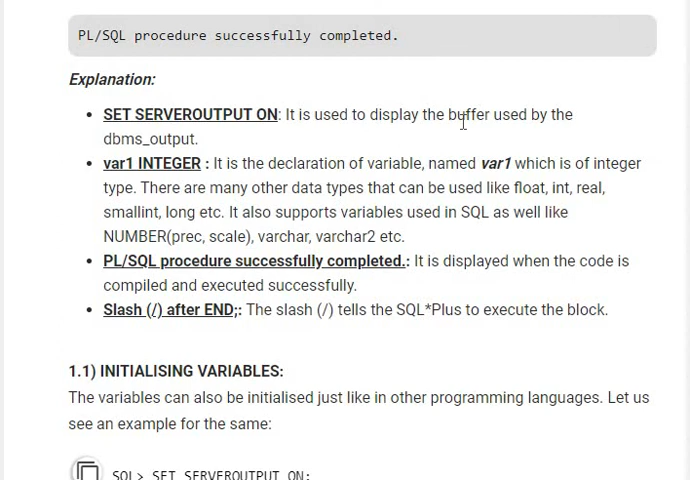 PL/SQL procedure successfully completed.
Explanation:
SET SERVEROUTPUT ON: It is used to display the buffer used by the
dbms_output.
var1 INTEGER : It is the declaration of variable, named var1 which is of integer
type. There are many other data types that can be used like float, int, real,
smallint, long etc. It also supports variables used in SQL as well like
NUMBER(prec, scale), varchar, varchar2 etc.
PL/SQL procedure successfully completed.: It is displayed when the code is
compiled and executed successfully.
Slash (/) after END;: The slash (/) tells the SQL*Plus to execute the block.
1.1) INITIALISING VARIABLES:
The variables can also be initialised just like in other programming languages. Let us
see an example for the same:
SQL> SET SERVEROUTPUT ON;